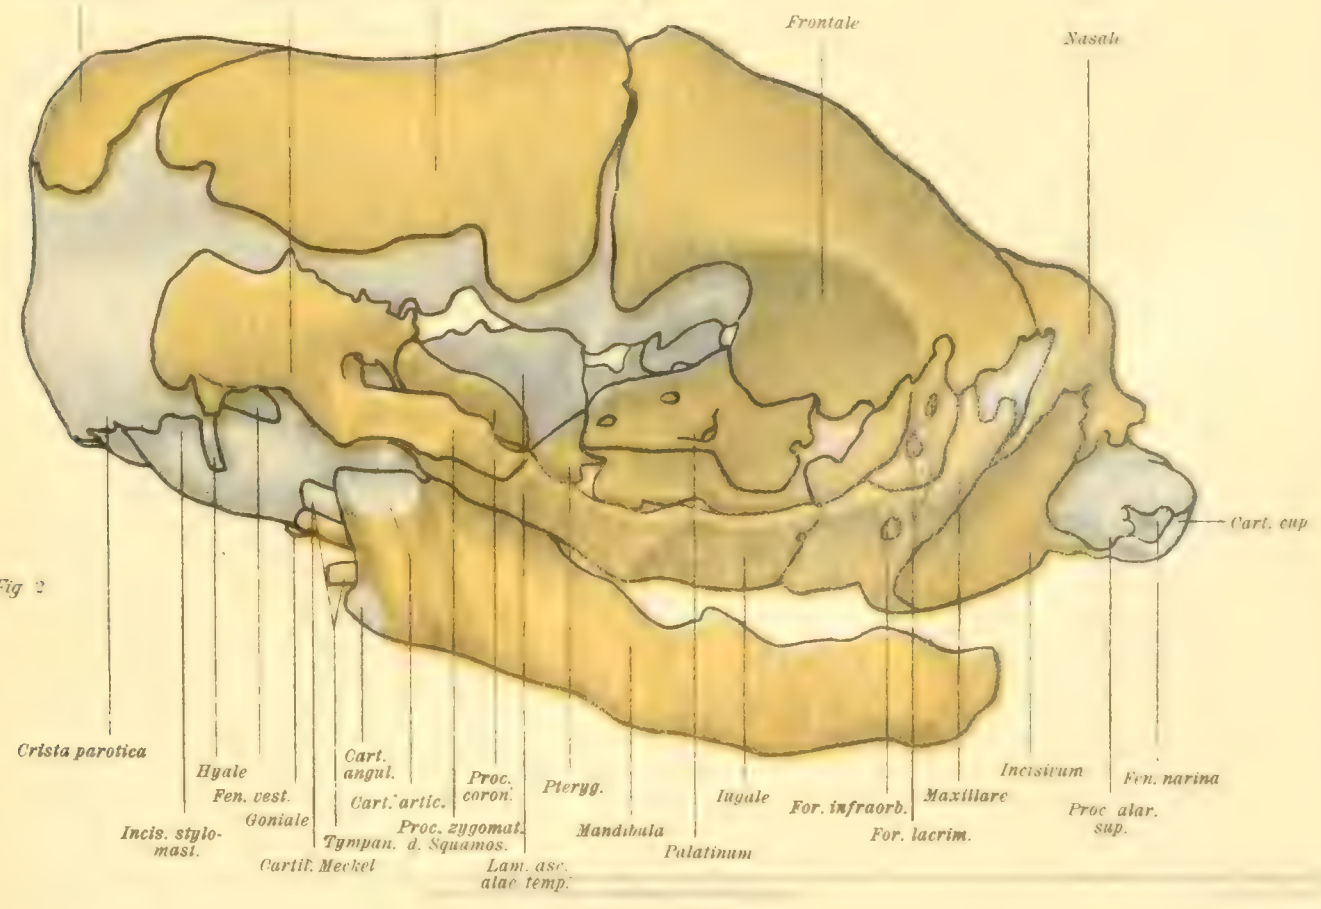 Frontale
Nasale
Cart. cup
Fig 2
Crista parotica
Hyale
Fen. vest.
Goniale
Incis. stylo-
mast.
Cartil. Meckel
Cart.
angul.
Cart. artic.
Tympan.
Proc. zygomat.
d. Squamos.
Proc.
coron.
Lam. asc.
alae temp.
Pteryg.
Mandibula
Palatinum
Iugale
For. infraorb.
For. lacrim.
Maxillare
Incisivum
Proc alar.
sup.
Fen. narina